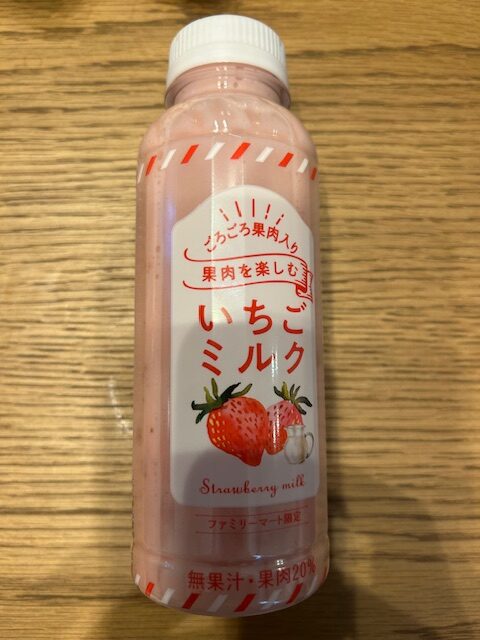 ごろごろ果肉入り
果肉を楽しむ
いちご
ミルク
Strawberry milk
ファミリーマート限定
無果汁・果肉20%